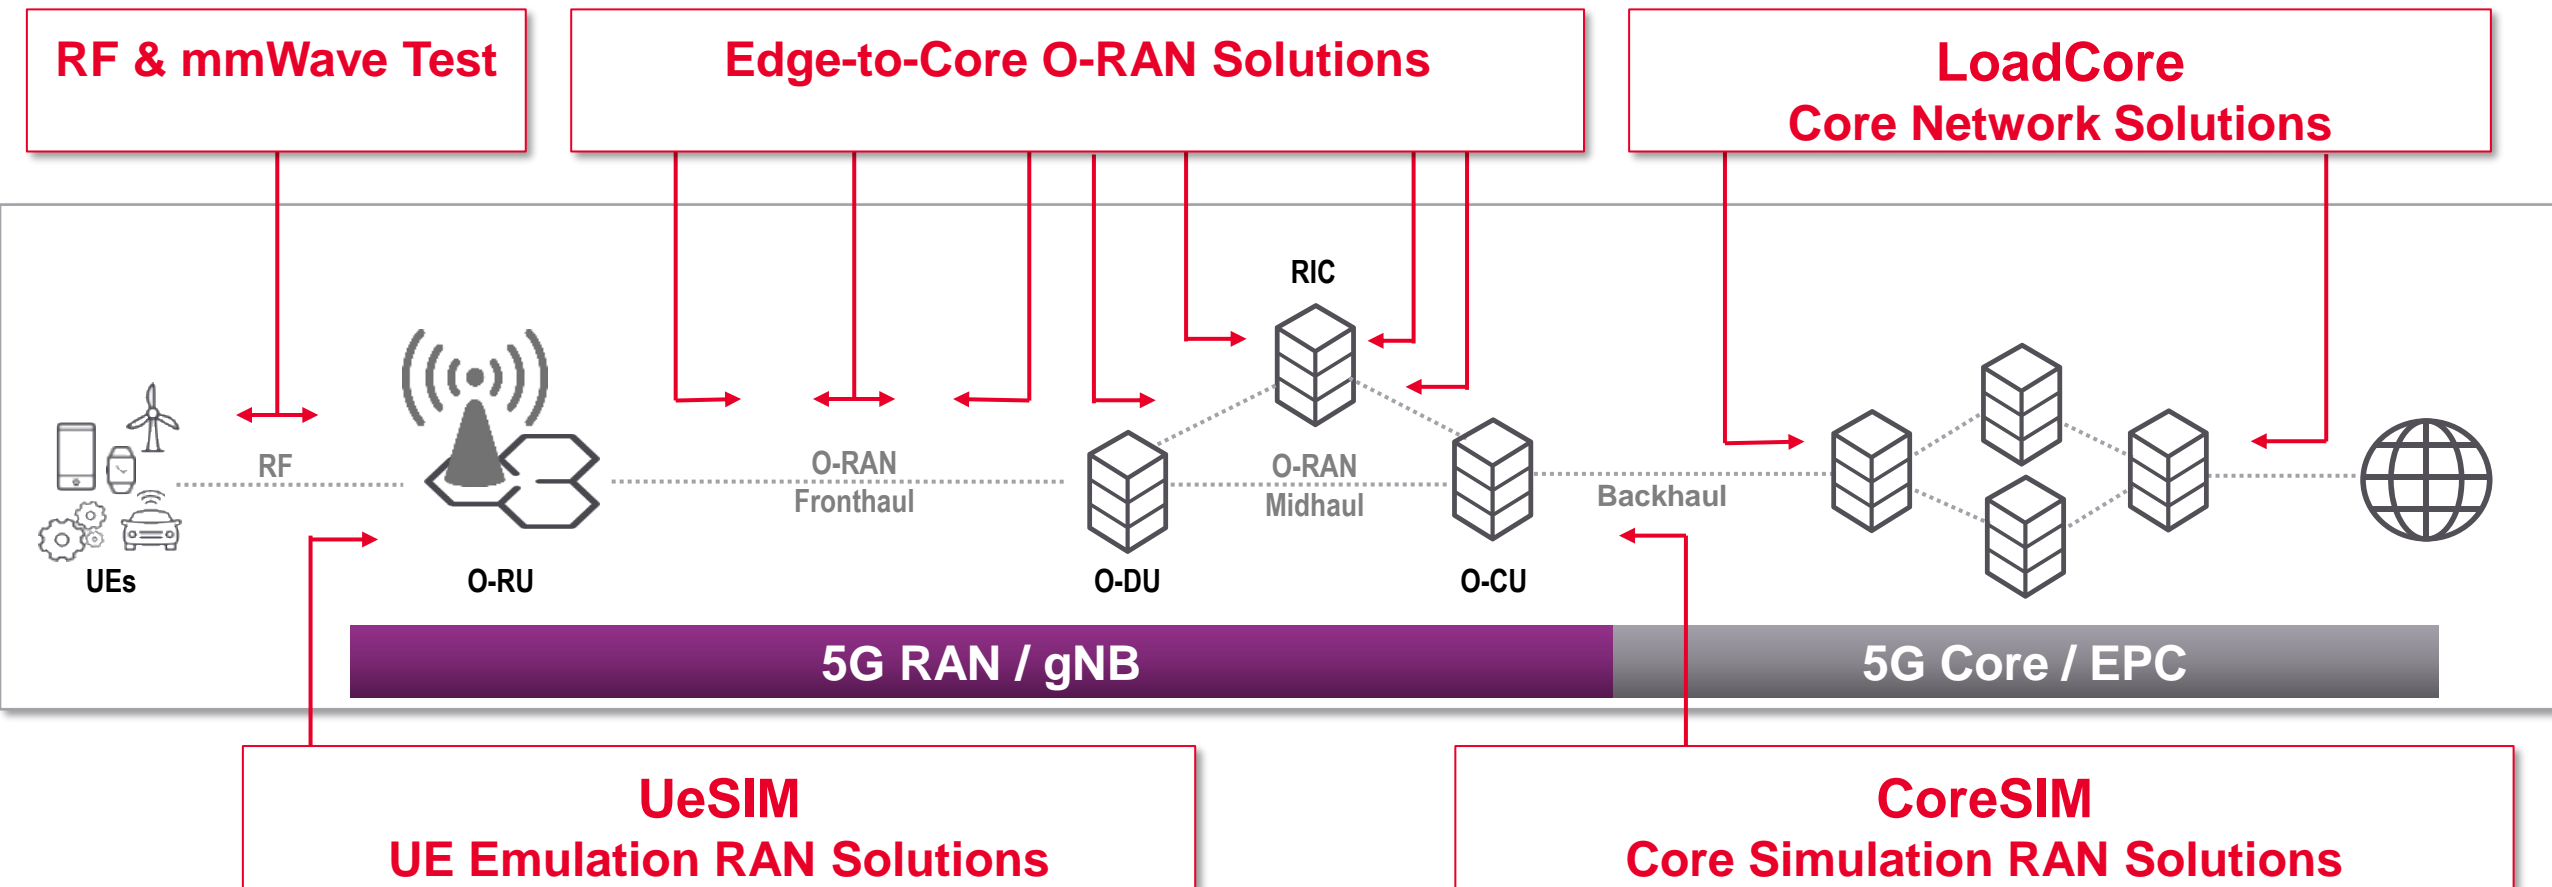 RF & mmWave Test
Edge-to-Core O-RAN Solutions
LoadCore
Core Network Solutions
RIC
RF
O-RAN
Fronthaul
O-RAN
Midhaul
Backhaul
UEs
O-RU
O-DU
O-CU
5G RAN / gNB
5G Core / EPC
UeSIM
UE Emulation RAN Solutions
CoreSIM
Core Simulation RAN Solutions